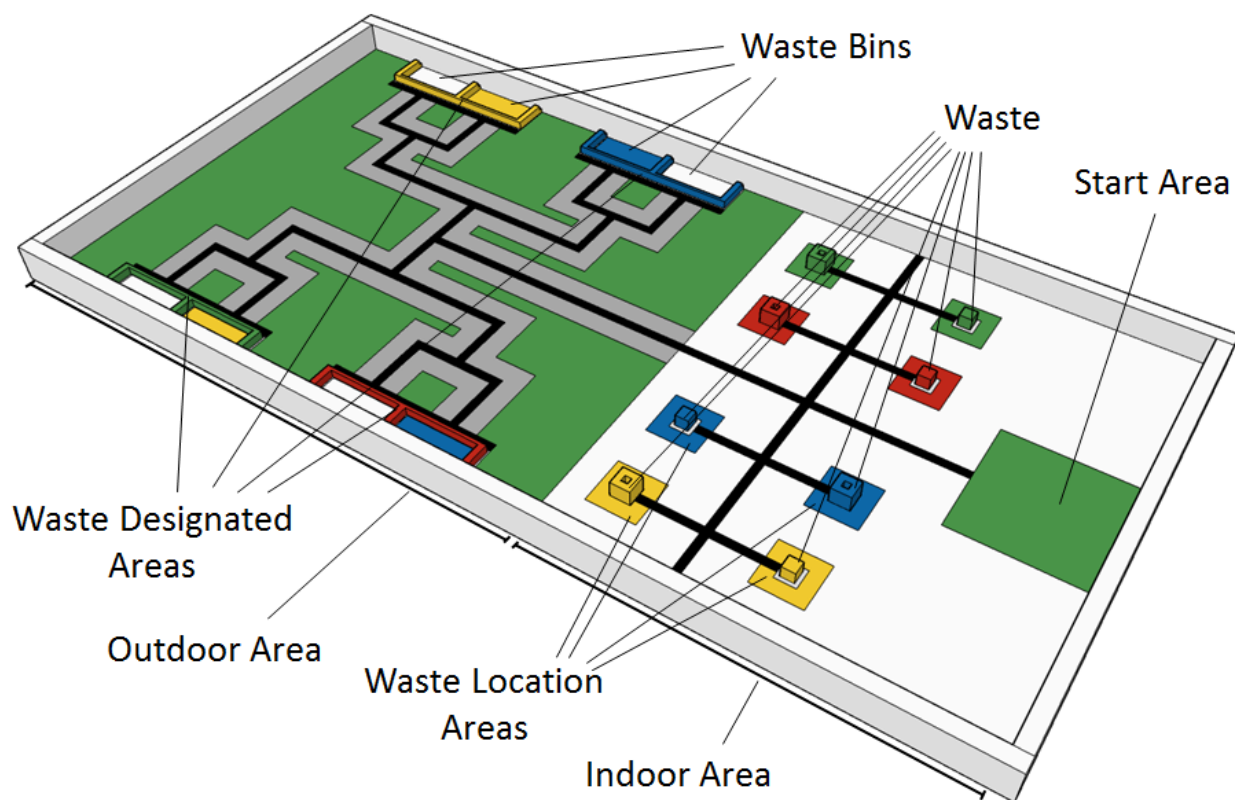 Waste Bins
Waste
Start Area
Waste Designated
Areas
Outdoor Area
Waste Location
Areas
Indoor Area